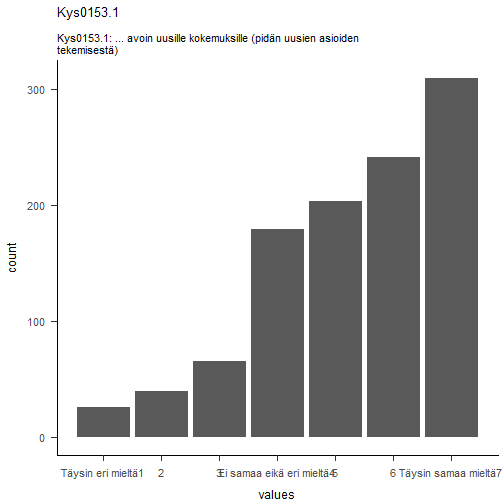 Kys0153.1
Kys0153.1: ... avoin uusille kokemuksille (pidän uusien asioiden
tekemisestä)
300
200
100
0
count
Täysin eri mieltä1 2 3 Ei samaa eikä eri mieltä4 5 6 Täysin samaa mieltä7
values